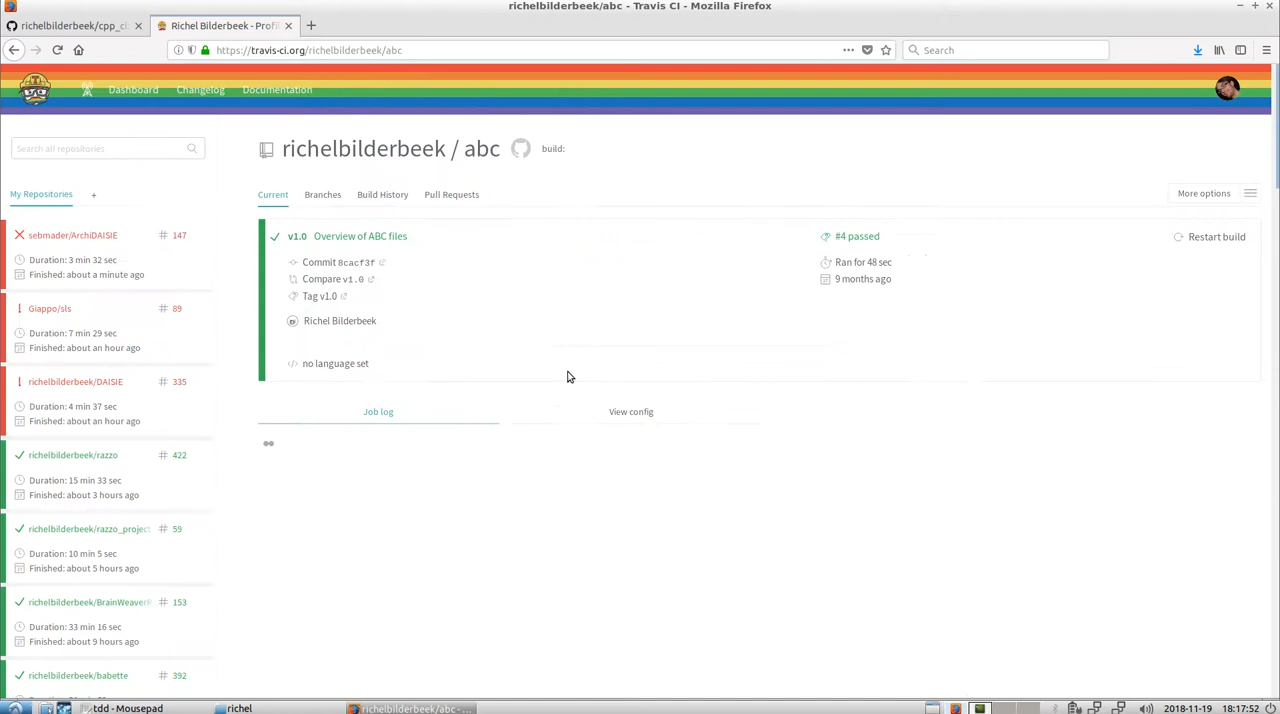 richelbilderbeek/abc - Travis CI - Mozilla Firefox
richelbilderbeek/cpp_cl
Richel Bilderbeek - Profil
https://travis-ci.org/richelbilderbeek/abc
Search
Dashboard
Changelog
Documentation
Search all repositories
richelbilderbeek / abc
build:
My Repositories +
Current
Branches
Build History
Pull Requests
More options
sebmader/ArchiDAISIE # 147
Duration: 3 min 32 sec
Finished: about a minute ago
Giappo/sls # 89
Duration: 7 min 29 sec
Finished: about an hour ago
richelbilderbeek/DAISIE # 335
Duration: 4 min 37 sec
Finished: about an hour ago
richelbilderbeek/razzo # 422
Duration: 15 min 33 sec
Finished: about 3 hours ago
richelbilderbeek/razzo_project # 59
Duration: 10 min 5 sec
Finished: about 5 hours ago
richelbilderbeek/BrainWeaver # 153
Duration: 33 min 16 sec
Finished: about 9 hours ago
richelbilderbeek/babette # 392
v1.0 Overview of ABC files
#4 passed
Restart build
Commit 8cacf3f
Ran for 48 sec
Compare v1.0
9 months ago
Tag v1.0
Richel Bilderbeek
no language set
Job log
View config
tdd - Mousepad
richel
richelbilderbeek/abc - ...
2018-11-19 18:17:52